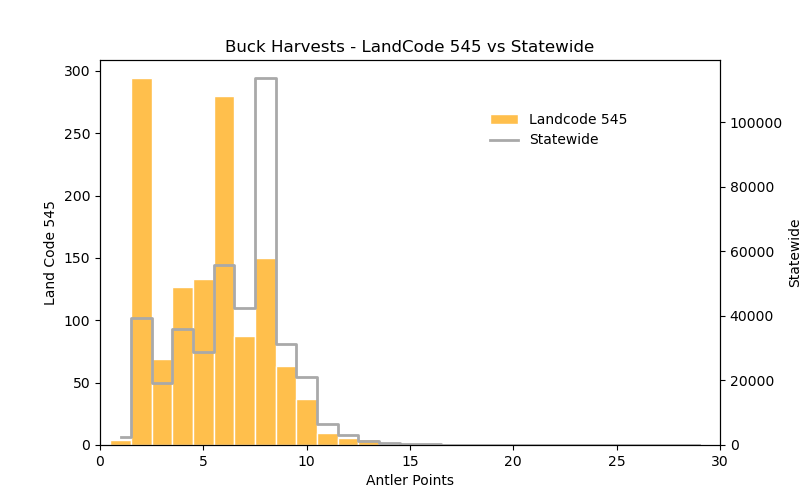 Buck Harvests - LandCode 545 vs Statewide
300
250
200
150
100
50
0
Land Code 545
Landcode 545
Statewide
100000
80000
60000
40000
20000
0
Statewide
0 5 10 15 20 25 30
Antler Points